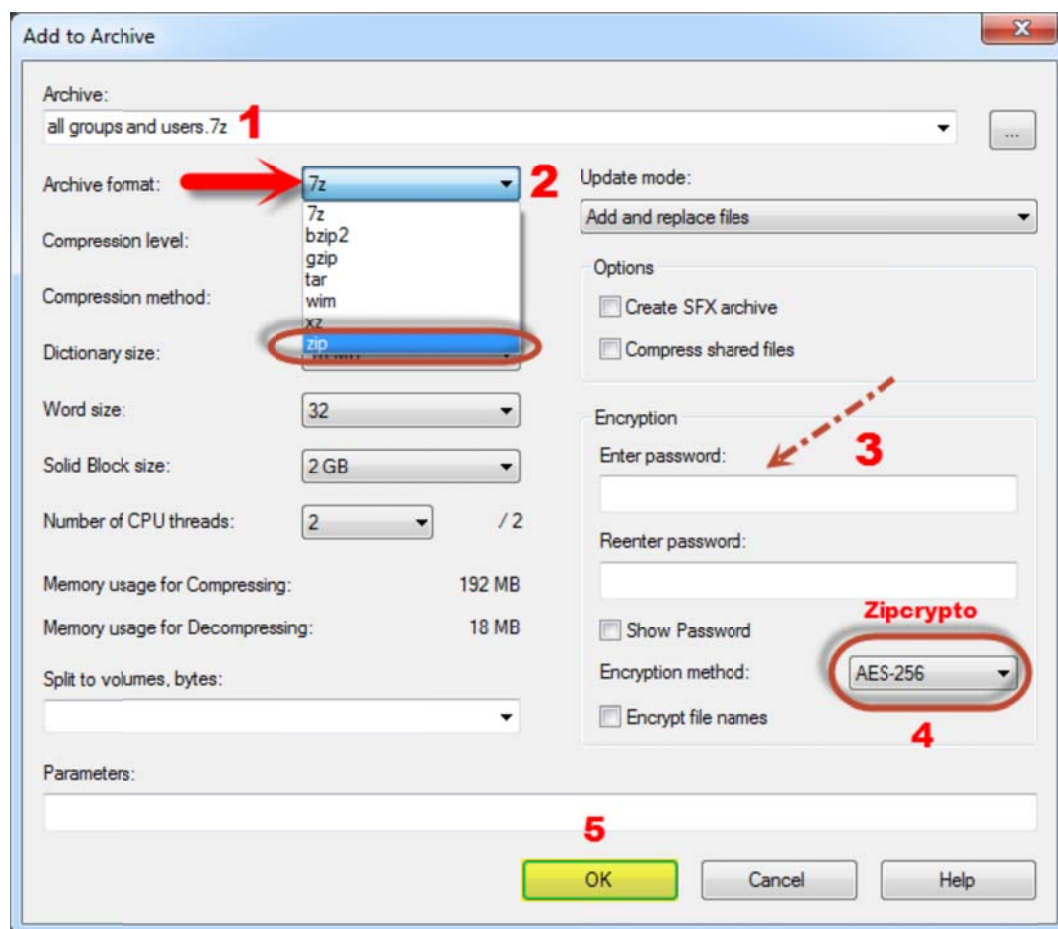 Add to Archive
Archive:
all groups and users.7z 1
...
Archive format: 7z 2
7z
bzip2
gzip
tar
wim
xz
zip
Compression level:
Compression method:
Dictionary size:
Word size: 32
Solid Block size: 2 GB
Number of CPU threads: 2 / 2
Memory usage for Compressing: 192 MB
Memory usage for Decompressing: 18 MB
Split to volumes, bytes:
Update mode:
Add and replace files
Options
Create SFX archive
Compress shared files
Encryption
Enter password: 3
Reenter password:
Zipcrypto
Show Password
Encryption method: AES-256
Encrypt file names
4
Parameters:
5
OK Cancel Help